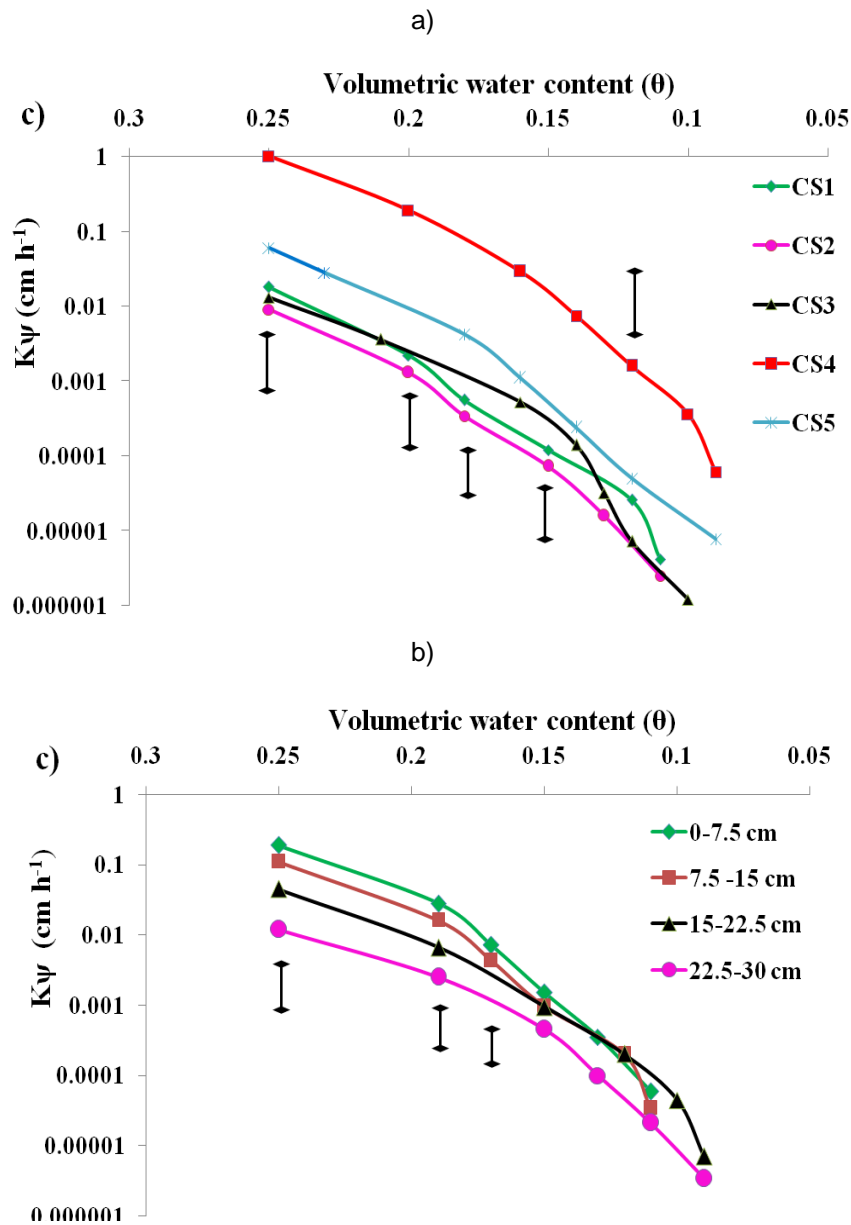 a)
Volumetric water content (θ)
c)
0.3 0.25 0.2 0.15 0.1 0.05
1
0.1
0.01
0.001
0.0001
0.00001
0.000001
Kψ (cm h⁻¹)
CS1
CS2
CS3
CS4
CS5
b)
Volumetric water content (θ)
c)
0.3 0.25 0.2 0.15 0.1 0.05
1
0.1
0.01
0.001
0.0001
0.00001
0.000001
Kψ (cm h⁻¹)
0-7.5 cm
7.5 -15 cm
15-22.5 cm
22.5-30 cm